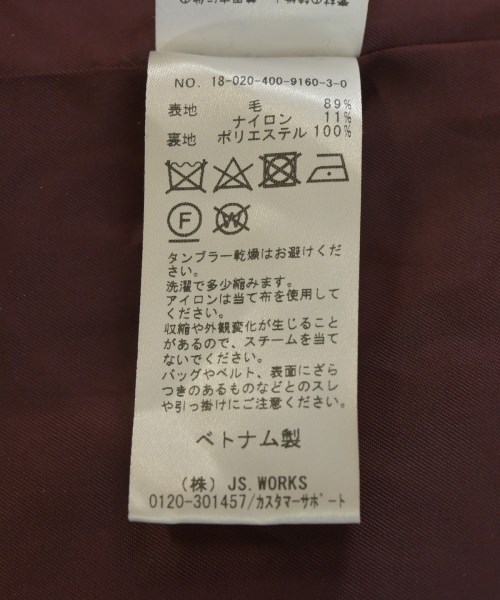 NO. 18-020-400-9160-3-0
表地 毛 89%
ナイロン 11%
裏地 ポリエステル 100%
F
W
タンブラー乾燥はお避けくだ
さい。
洗濯で多少縮みます。
アイロンは当て布を使用して
ください。
収縮や外観変化が生じること
があるので、スチームを当て
ないでください。
バッグやベルト、表面にざら
つきのあるものなどとのスレ
や引っ掛けにご注意ください。
ベトナム製
(株) JS.WORKS
0120-301457/カスタマーサポート